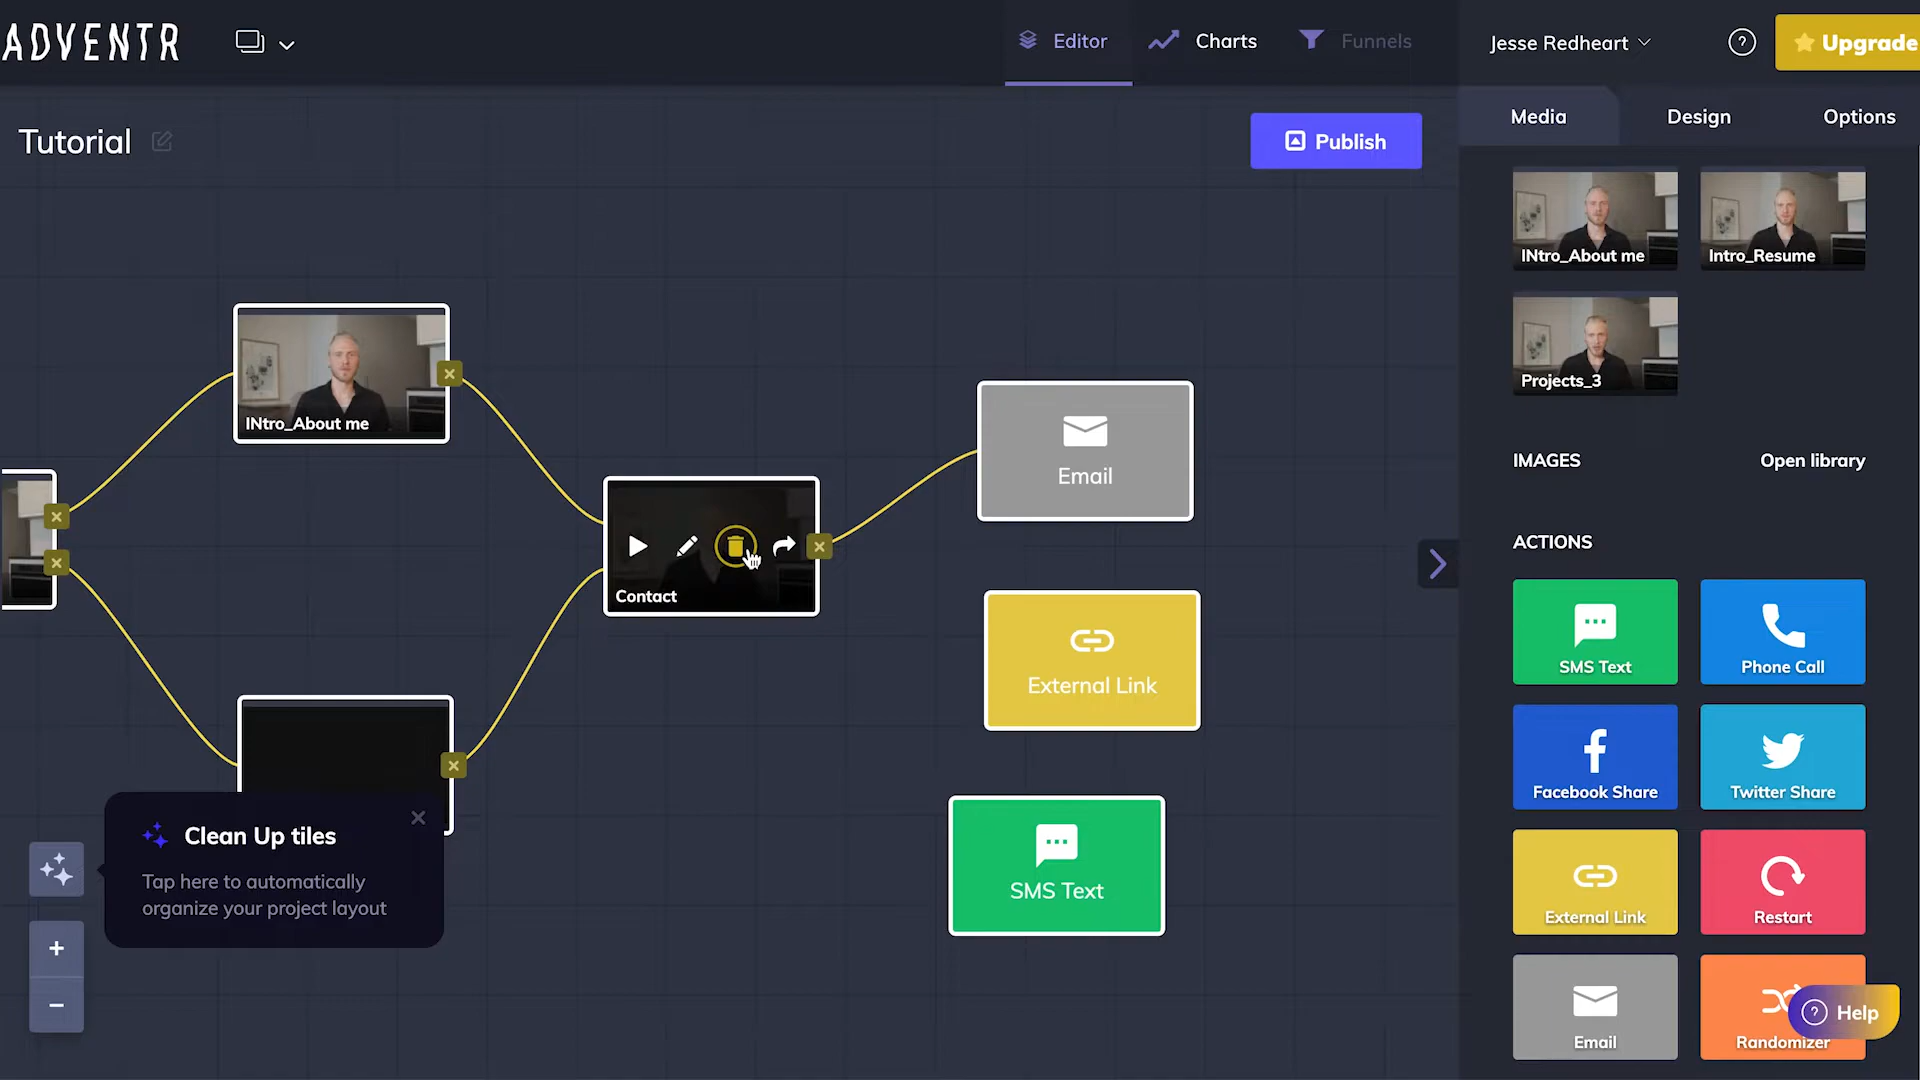 ADVENTR
Editor
Charts
Funnels
Jesse Redheart
?
Upgrade
Tutorial
Publish
Media
Design
Options
INtro_About me
Intro_Resume
Projects_3
IMAGES
Open library
ACTIONS
SMS Text
Phone Call
Facebook Share
Twitter Share
External Link
Restart
Email
Randomizer
? Help
INtro_About me
Contact
Email
External Link
SMS Text
Clean Up tiles
Tap here to automatically
organize your project layout
+
−